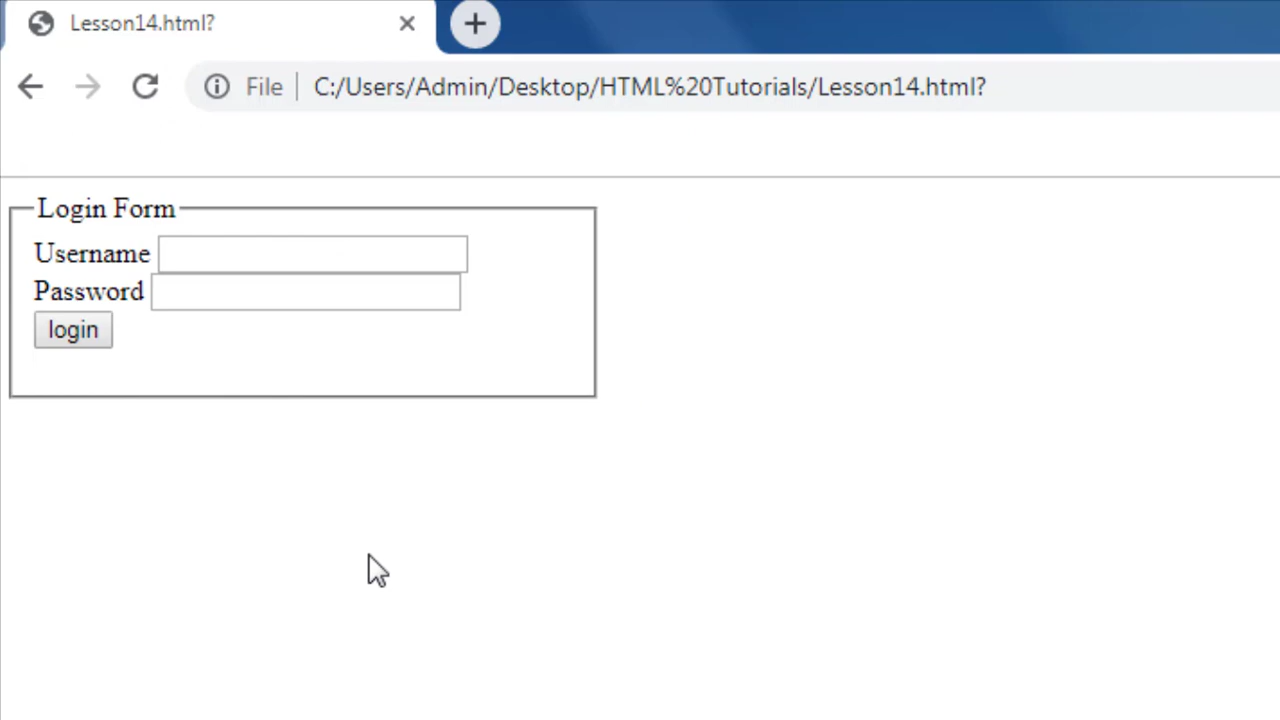 Lesson14.html?
File C:/Users/Admin/Desktop/HTML%20Tutorials/Lesson14.html?
Login Form
Username
Password
login